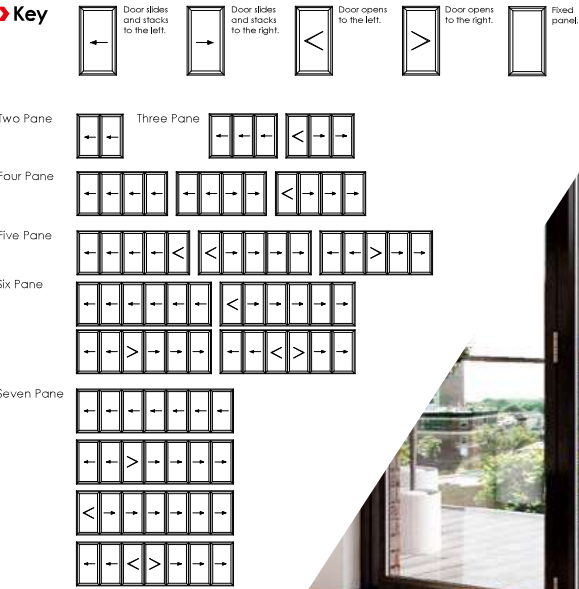 Key
Door slides
and stacks
to the left.
Door slides
and stacks
to the right.
Door opens
to the left.
Door opens
to the right.
Fixed
panel.
Two Pane
Three Pane
Four Pane
Five Pane
Six Pane
Seven Pane